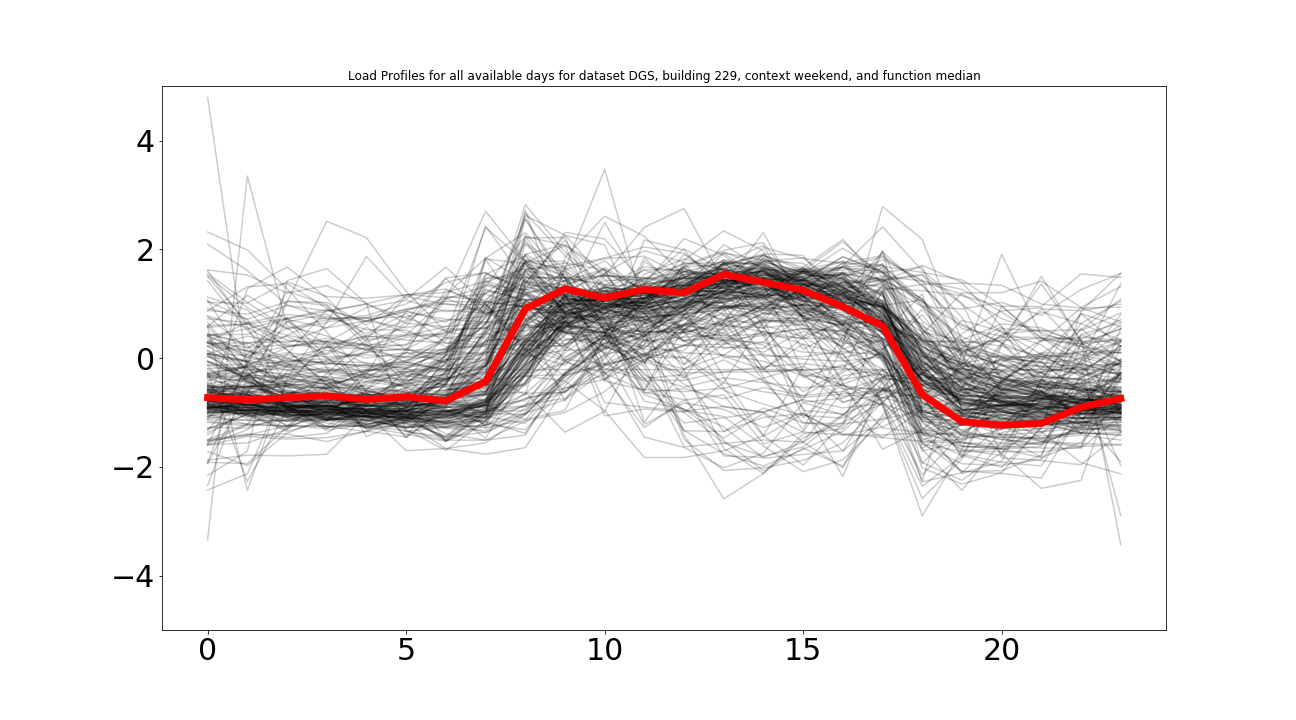 Load Profiles for all available days for dataset DGS, building 229, context weekend, and function median
4
2
0
−2
−4
0 5 10 15 20